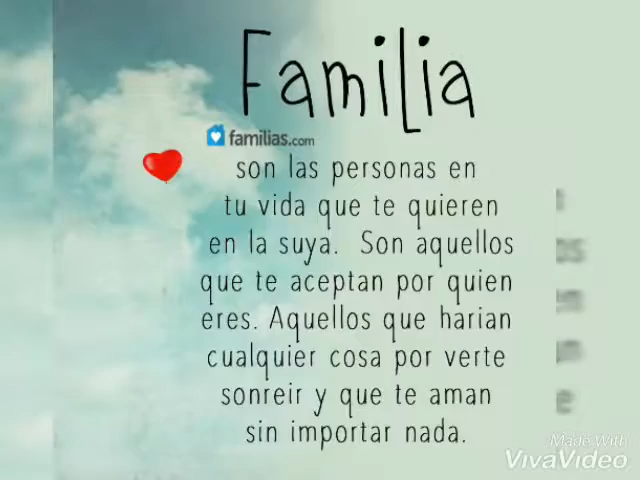 Familia
familias.com
son las personas en
tu vida que te quieren
en la suya. Son aquellos
que te aceptan por quien
eres. Aquellos que harian
cualquier cosa por verte
sonreir y que te aman
sin importar nada.
Made With
VivaVideo